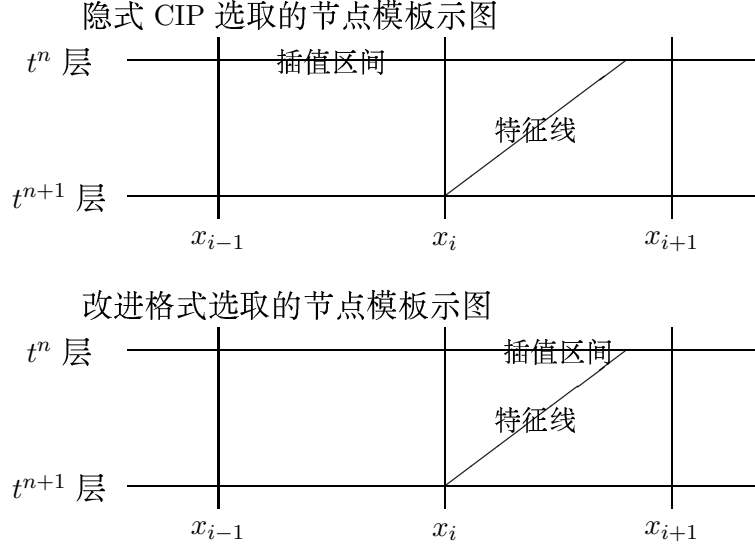 隐式 CIP 选取的节点模板示图
t^n 层
插值区间
特征线
t^{n+1} 层
x_{i−1} x_i x_{i+1}
改进格式选取的节点模板示图
t^n 层
插值区间
特征线
t^{n+1} 层
x_{i−1} x_i x_{i+1}